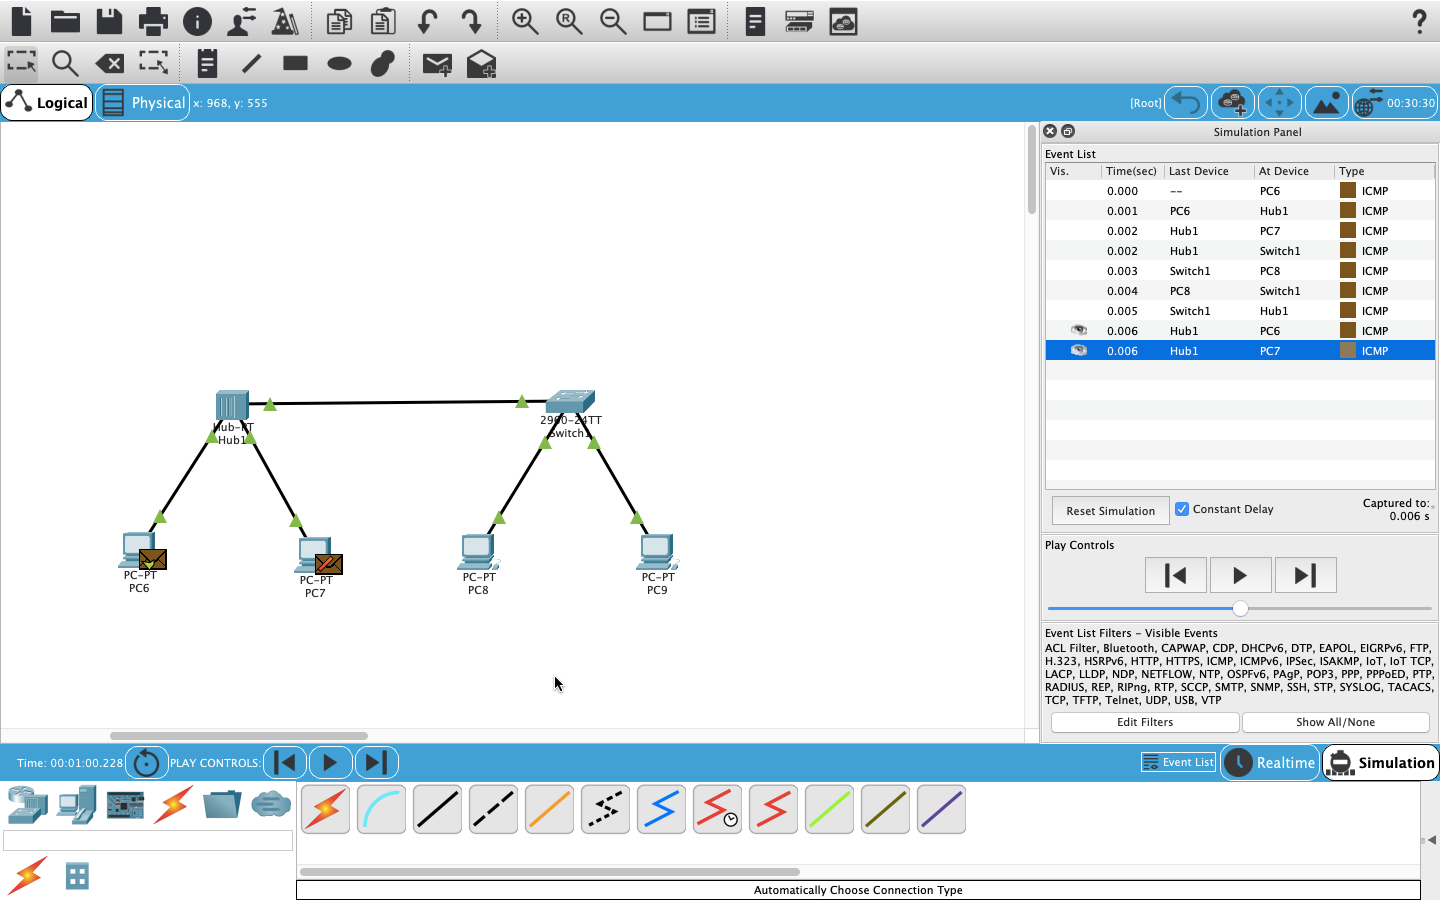 Logical
Physical
x: 968, y: 555
[Root]
00:30:30
Simulation Panel
Event List
Vis. Time(sec) Last Device At Device Type
0.000 -- PC6 ICMP
0.001 PC6 Hub1 ICMP
0.002 Hub1 PC7 ICMP
0.002 Hub1 Switch1 ICMP
0.003 Switch1 PC8 ICMP
0.004 PC8 Switch1 ICMP
0.005 Switch1 Hub1 ICMP
0.006 Hub1 PC6 ICMP
0.006 Hub1 PC7 ICMP
Hub-PT
Hub1
2960-24TT
Switch1
PC-PT
PC6
PC-PT
PC7
PC-PT
PC8
PC-PT
PC9
Reset Simulation
Constant Delay
Captured to:
0.006 s
Play Controls
Event List Filters - Visible Events
ACL Filter, Bluetooth, CAPWAP, CDP, DHCPv6, DTP, EAPOL, EIGRPv6, FTP,
H.323, HSRPv6, HTTP, HTTPS, ICMP, ICMPv6, IPSec, ISAKMP, IoT, IoT TCP,
LACP, LLDP, NDP, NETFLOW, NTP, OSPFv6, PAgP, POP3, PPP, PPPoED, PTP,
RADIUS, REP, RIPng, RTP, SCCP, SMTP, SNMP, SSH, STP, SYSLOG, TACACS,
TCP, TFTP, Telnet, UDP, USB, VTP
Edit Filters
Show All/None
Time: 00:01:00.228
PLAY CONTROLS:
Event List
Realtime
Simulation
Automatically Choose Connection Type